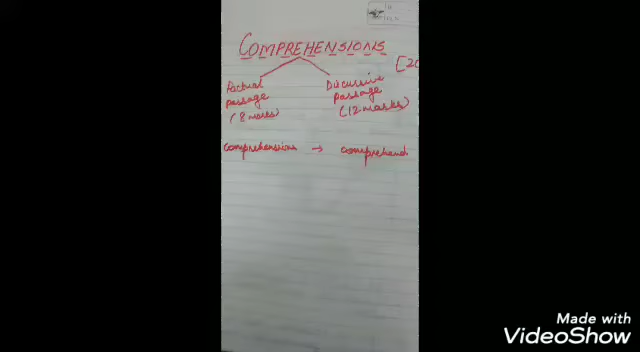 COMPREHENSIONS
[20
Factual Discursive
passage passage
(8 marks) (12 marks)
comprehensions → comprehend
Made with
VideoShow